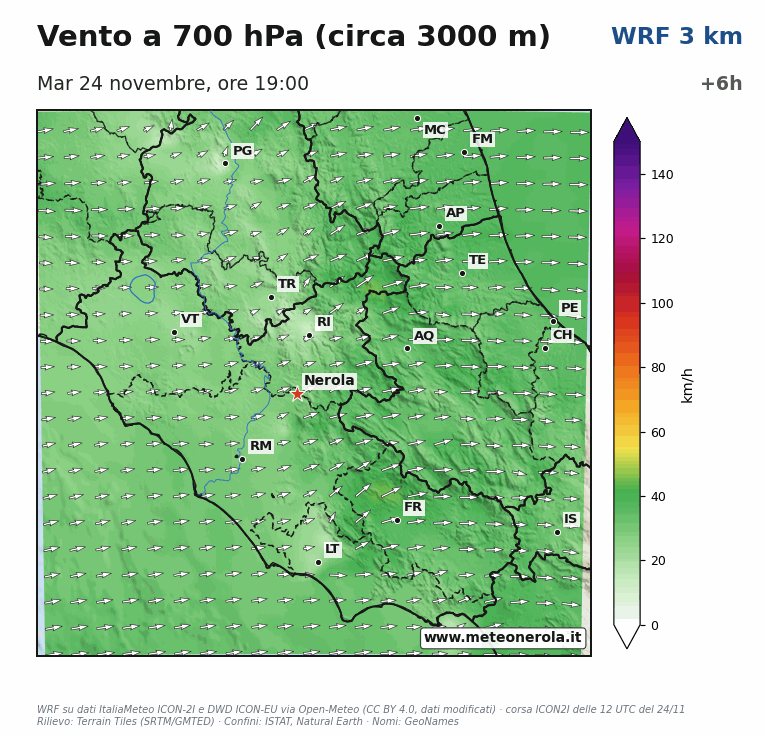 Vento a 700 hPa (circa 3000 m)
WRF 3 km
Mar 24 novembre, ore 19:00
+6h
MC
FM
PG
AP
TE
TR
PE
VT
RI
CH
AQ
Nerola
RM
FR
IS
LT
www.meteonerola.it
140
120
100
80
60
40
20
0
km/h
WRF su dati ItaliaMeteo ICON-2I e DWD ICON-EU via Open-Meteo (CC BY 4.0, dati modificati) · corsa ICON2I delle 12 UTC del 24/11
Rilievo: Terrain Tiles (SRTM/GMTED) · Confini: ISTAT, Natural Earth · Nomi: GeoNames